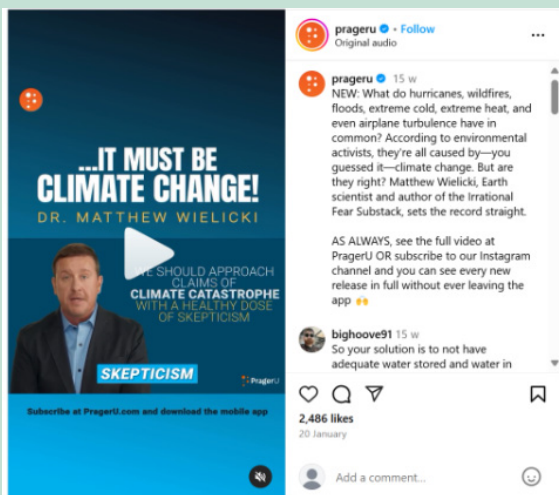 ...IT MUST BE
CLIMATE CHANGE!
DR. MATTHEW WIELICKI
WE SHOULD APPROACH
CLAIMS OF
CLIMATE CATASTROPHE
WITH A HEALTHY DOSE
OF SKEPTICISM
SKEPTICISM
PragerU
Subscribe at PragerU.com and download the mobile app
prageru • Follow
Original audio
prageru 15 w
NEW: What do hurricanes, wildfires,
floods, extreme cold, extreme heat, and
even airplane turbulence have in
common? According to environmental
activists, they're all caused by—you
guessed it—climate change. But are
they right? Matthew Wielicki, Earth
scientist and author of the Irrational
Fear Substack, sets the record straight.
AS ALWAYS, see the full video at
PragerU OR subscribe to our Instagram
channel and you can see every new
release in full without ever leaving the
app 🙌
bighoove91 15 w
So your solution is to not have
adequate water stored and water in
2,486 likes
20 January
Add a comment...